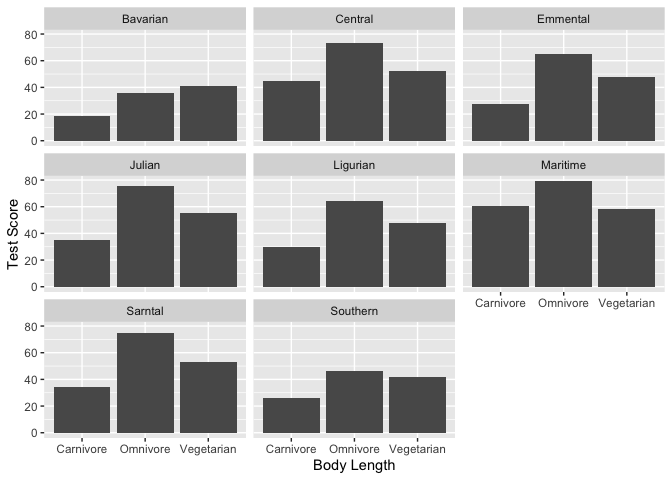 Bavarian Central Emmental
80
60
40
20
0
Julian Ligurian Maritime
80
60
40
20
0
Carnivore Omnivore Vegetarian
Sarntal Southern
80
60
40
20
0
Carnivore Omnivore Vegetarian Carnivore Omnivore Vegetarian
Body Length
Test Score